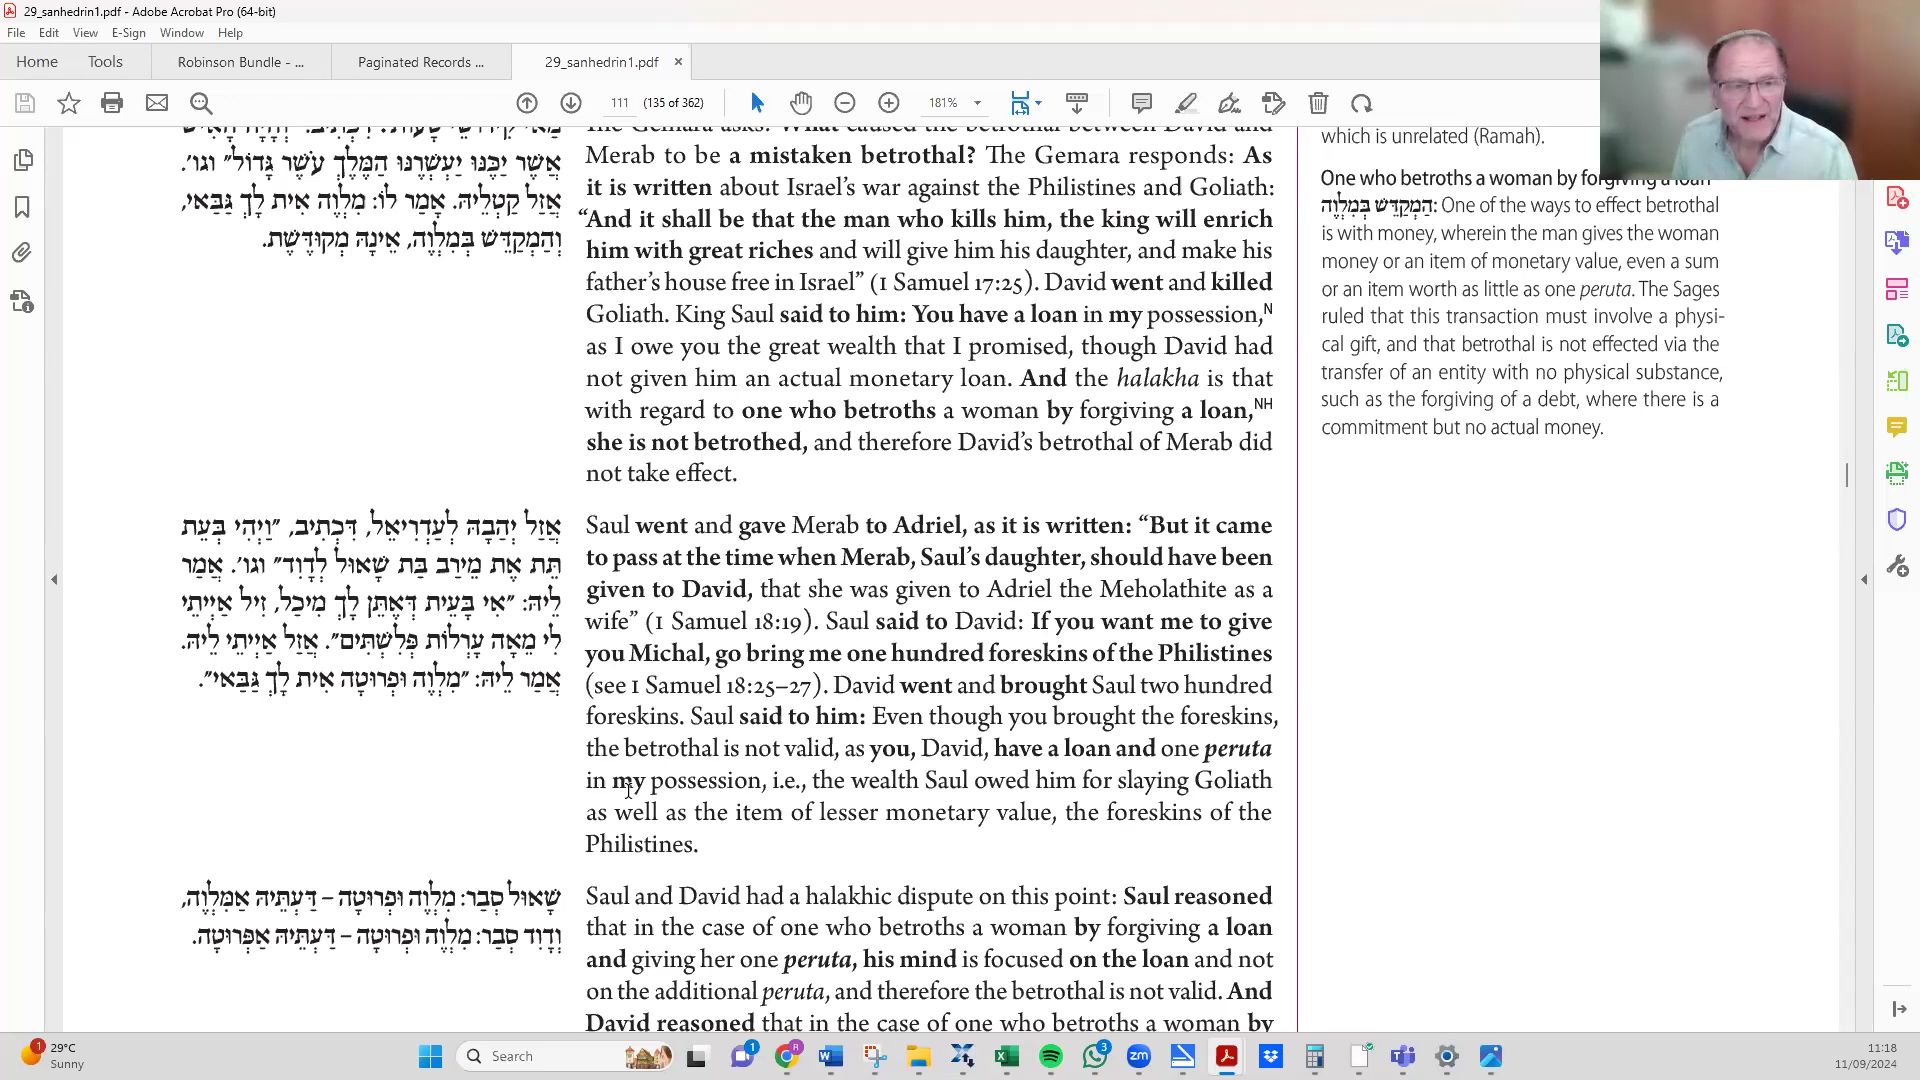 29_sanhedrin1.pdf - Adobe Acrobat Pro (64-bit)
File Edit View E-Sign Window Help
Home Tools Robinson Bundle - ... Paginated Records ... 29_sanhedrin1.pdf ×
111 (135 of 362) 181%
The Gemara asks: What caused the betrothal between David and
Merab to be a mistaken betrothal? The Gemara responds: As
it is written about Israel’s war against the Philistines and Goliath:
“And it shall be that the man who kills him, the king will enrich
him with great riches and will give him his daughter, and make his
father’s house free in Israel” (I Samuel 17:25). David went and killed
Goliath. King Saul said to him: You have a loan in my possession,N
as I owe you the great wealth that I promised, though David had
not given him an actual monetary loan. And the halakha is that
with regard to one who betroths a woman by forgiving a loan,NH
she is not betrothed, and therefore David’s betrothal of Merab did
not take effect.
אֲשֶׁר יַכֶּנּוּ יַעְשְׁרֶנּוּ הַמֶּלֶךְ עֹשֶׁר גָּדוֹל״ וגו׳.
אֲזַל קַטְלֵיהּ. אָמַר לוֹ: מִלְוֶה אִית לָךְ גַּבַּאי,
וְהַמְקַדֵּשׁ בְּמִלְוֶה, אֵינָהּ מְקוּדֶּשֶׁת.
Saul went and gave Merab to Adriel, as it is written: “But it came
to pass at the time when Merab, Saul’s daughter, should have been
given to David, that she was given to Adriel the Meholathite as a
wife” (I Samuel 18:19). Saul said to David: If you want me to give
you Michal, go bring me one hundred foreskins of the Philistines
(see I Samuel 18:25–27). David went and brought Saul two hundred
foreskins. Saul said to him: Even though you brought the foreskins,
the betrothal is not valid, as you, David, have a loan and one peruta
in my possession, i.e., the wealth Saul owed him for slaying Goliath
as well as the item of lesser monetary value, the foreskins of the
Philistines.
אֲזַל יַהֲבַהּ לְעַדְרִיאֵל, דִּכְתִיב, ״וַיְהִי בְּעֵת
תֵּת אֶת מֵירַב בַּת שָׁאוּל לְדָוִד״ וגו׳. אֲמַר
לֵיהּ: ״אִי בָּעֵית דְּאֶתֵּן לָךְ מִיכַל, זִיל אַיְיתִי
לִי מֵאָה עָרְלוֹת פְּלִשְׁתִּים״. אֲזַל אַיְיתִי לֵיהּ.
אֲמַר לֵיהּ: ״מִלְוֶה וּפְרוּטָה אִית לָךְ גַּבַּאי״.
Saul and David had a halakhic dispute on this point: Saul reasoned
that in the case of one who betroths a woman by forgiving a loan
and giving her one peruta, his mind is focused on the loan and not
on the additional peruta, and therefore the betrothal is not valid. And
David reasoned that in the case of one who betroths a woman by
שָׁאוּל סְבַר: מִלְוֶה וּפְרוּטָה – דַּעְתֵּיהּ אַמִּלְוֶה,
וְדָוִד סְבַר: מִלְוֶה וּפְרוּטָה – דַּעְתֵּיהּ אַפְּרוּטָה.
which is unrelated (Ramah).
One who betroths a woman by forgiving a loan
הַמְקַדֵּשׁ בְּמִלְוֶה: One of the ways to effect betrothal
is with money, wherein the man gives the woman
money or an item of monetary value, even a sum
or an item worth as little as one peruta. The Sages
ruled that this transaction must involve a physi-
cal gift, and that betrothal is not effected via the
transfer of an entity with no physical substance,
such as the forgiving of a debt, where there is a
commitment but no actual money.
1 29°C
Sunny
Search
1
3
11:18
11/09/2024